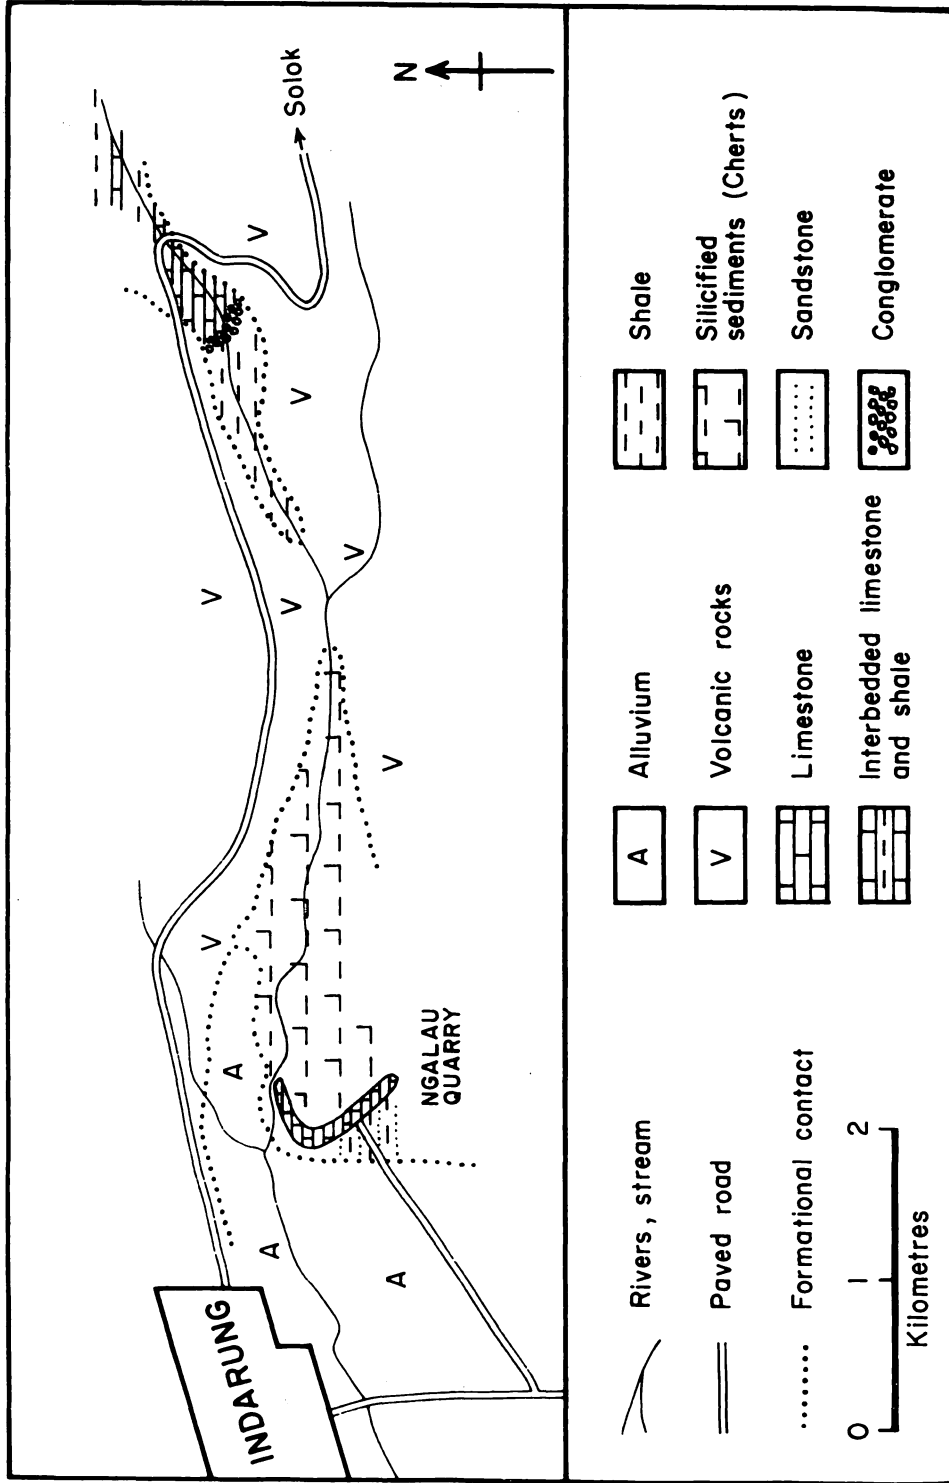 N
Solok
V
V
V
V
V
V
V
A
A
A
INDARUNG
NGALAU
QUARRY
Rivers, stream
Paved road
Formational contact
0 1 2
Kilometres
A
Alluvium
V
Volcanic rocks
Limestone
Interbedded limestone
and shale
Shale
Silicified
sediments (Cherts)
Sandstone
Conglomerate